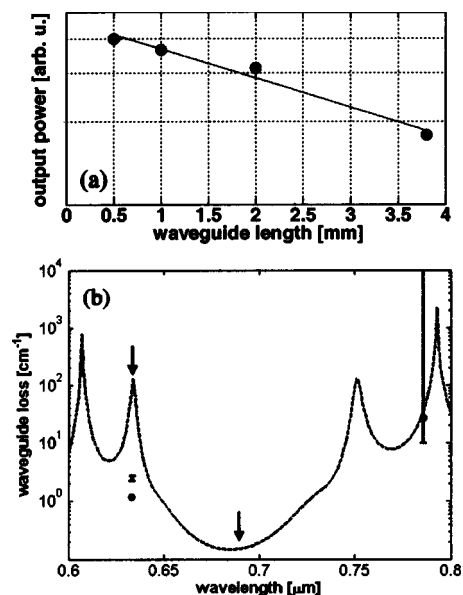 output power [arb. u.]
(a)
0 0.5 1 1.5 2 2.5 3 3.5 4
waveguide length [mm]
(b)
waveguide loss [cm⁻¹]
10⁴
10³
10²
10¹
10⁰
0.6 0.65 0.7 0.75 0.8
wavelength [μm]